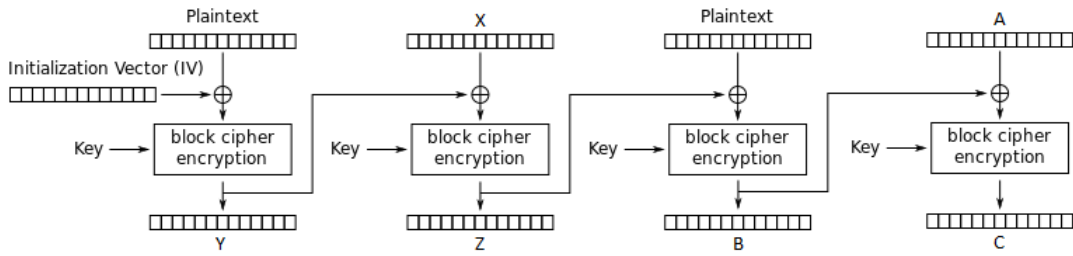 Plaintext
X
Plaintext
A
Initialization Vector (IV)
Key
block cipher
encryption
Key
block cipher
encryption
Key
block cipher
encryption
Key
block cipher
encryption
Y
Z
B
C